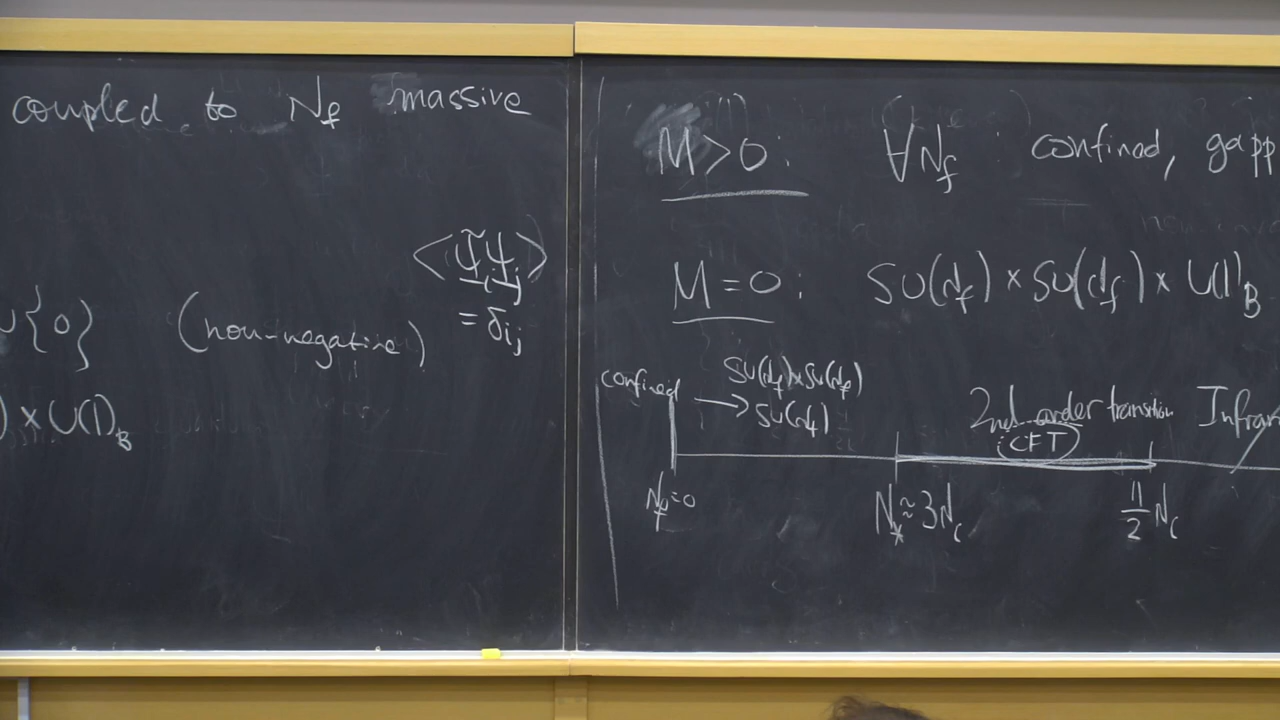 coupled to N_f massive
<ψ̃_i ψ_j>
= δ_ij
∪{0} (non-negative)
) × U(1)_B
M>0: ∀N_f : confined, gapp
M=0: SU(N_f) × SU(N_f) × U(1)_B
confined → SU(N_f)×SU(N_f)
SU(N_f)
2nd order transition Infrar
: CFT
N_f=0 N_* ≈ 3N_c 11/2 N_c